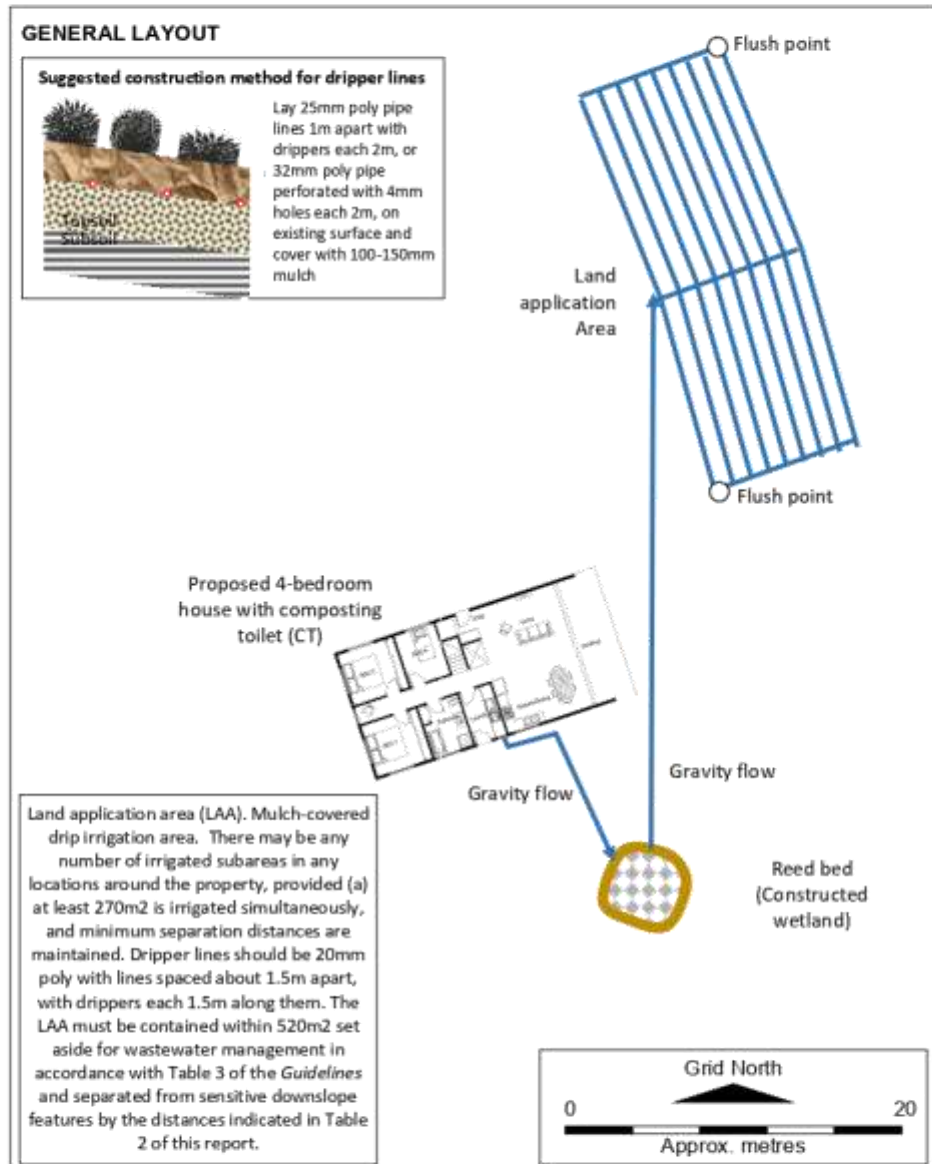 GENERAL LAYOUT
Suggested construction method for dripper lines
Lay 25mm poly pipe
lines 1m apart with
drippers each 2m, or
32mm poly pipe
perforated with 4mm
holes each 2m, on
existing surface and
cover with 100-150mm
mulch
Topsoil
Subsoil
Flush point
Land
application
Area
Flush point
Proposed 4-bedroom
house with composting
toilet (CT)
Gravity flow
Gravity flow
Reed bed
(Constructed
wetland)
Land application area (LAA). Mulch-covered
drip irrigation area. There may be any
number of irrigated subareas in any
locations around the property, provided (a)
at least 270m2 is irrigated simultaneously,
and minimum separation distances are
maintained. Dripper lines should be 20mm
poly with lines spaced about 1.5m apart,
with drippers each 1.5m along them. The
LAA must be contained within 520m2 set
aside for wastewater management in
accordance with Table 3 of the Guidelines
and separated from sensitive downslope
features by the distances indicated in Table
2 of this report.
Grid North
0 20
Approx. metres